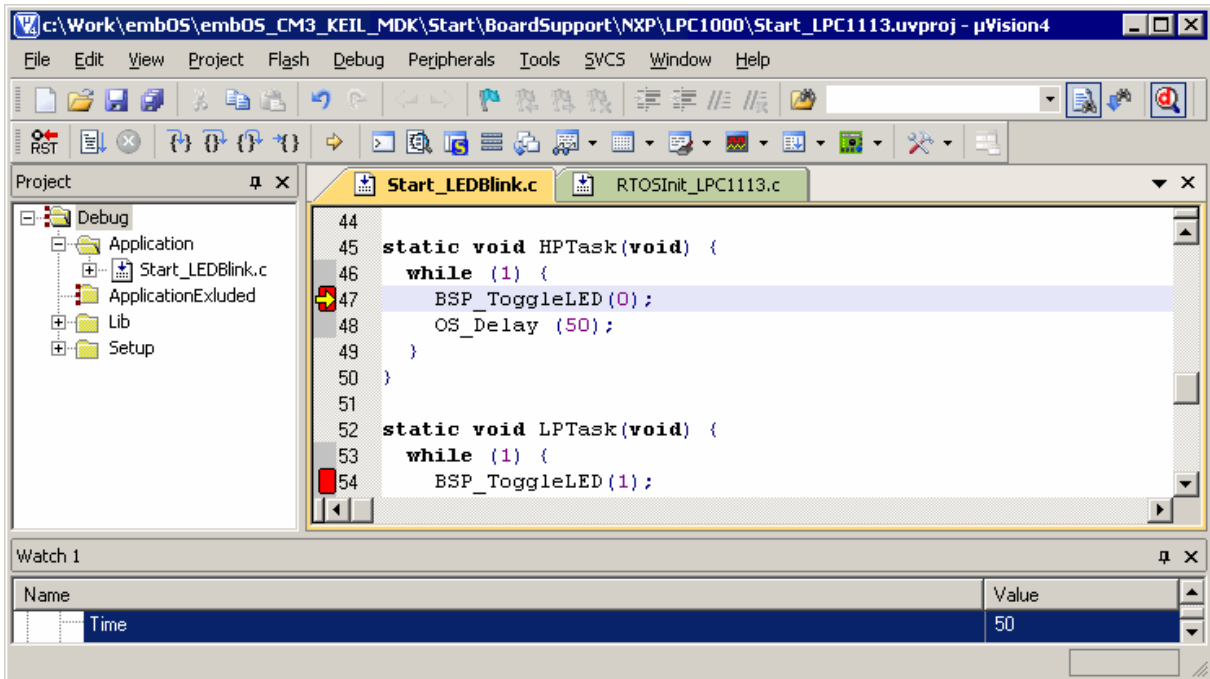 c:\Work\embOS\embOS_CM3_KEIL_MDK\Start\BoardSupport\NXP\LPC1000\Start_LPC1113.uvproj - µVision4
File Edit View Project Flash Debug Peripherals Tools SVCS Window Help
RST
Project
Debug
Application
Start_LEDBlink.c
ApplicationExluded
Lib
Setup
Start_LEDBlink.c RTOSInit_LPC1113.c
44
45 static void HPTask(void) {
46 while (1) {
47 BSP_ToggleLED(0);
48 OS_Delay (50);
49 }
50 }
51
52 static void LPTask(void) {
53 while (1) {
54 BSP_ToggleLED(1);
Watch 1
Name Value
Time 50